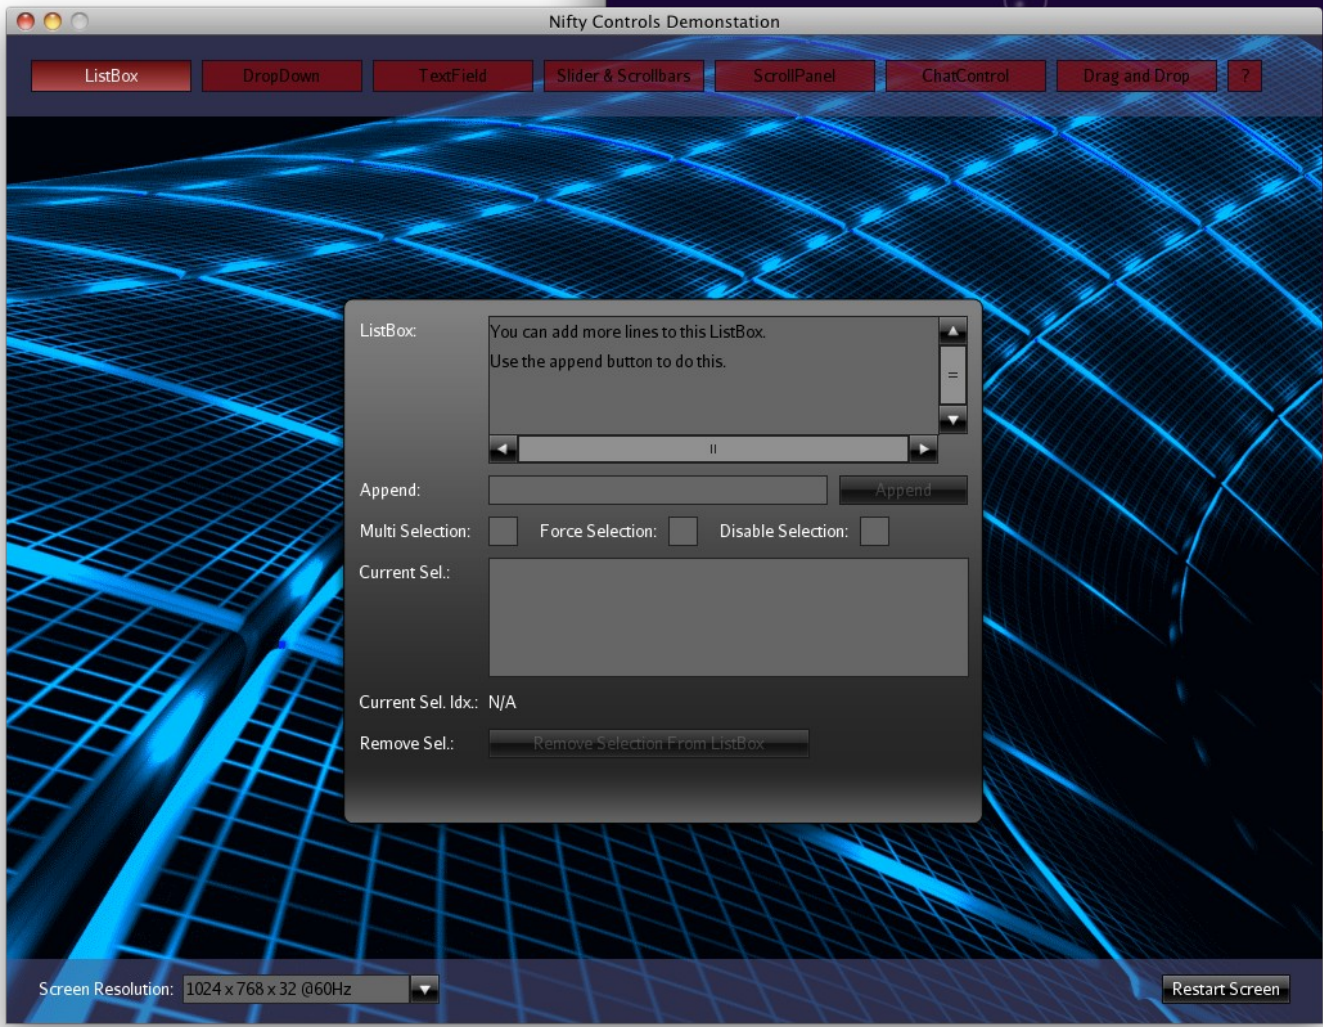 Nifty Controls Demonstation
ListBox DropDown TextField Slider & Scrollbars ScrollPanel ChatControl Drag and Drop ?
ListBox: You can add more lines to this ListBox.
Use the append button to do this.
Append: Append
Multi Selection: Force Selection: Disable Selection:
Current Sel.:
Current Sel. Idx.: N/A
Remove Sel.: Remove Selection From ListBox
Screen Resolution: 1024 x 768 x 32 @60Hz Restart Screen